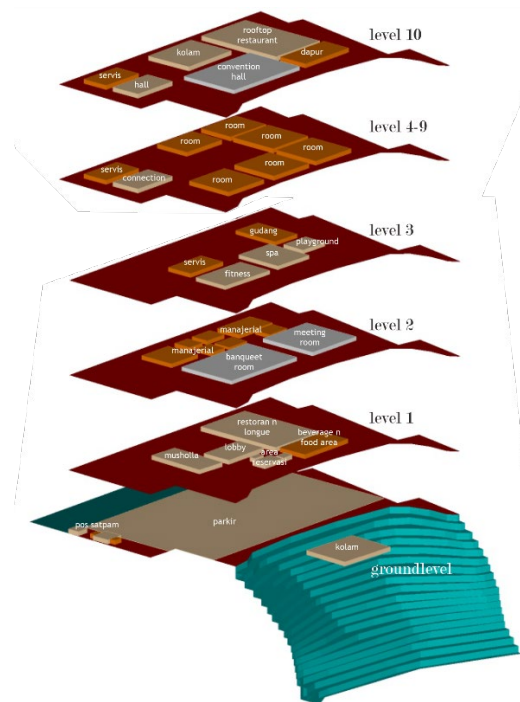 level 10
rooftop
restaurant
kolam
dapur
convention
hall
servis
hall
level 4-9
room
room
room
room
room
servis
connection
room
level 3
gudang
playground
spa
servis
fitness
level 2
manajerial
meeting
room
manajerial
banqueet
room
level 1
restoran n
longue
beverage n
food area
lobby
musholla
area
reservasi
pos satpam
parkir
kolam
groundlevel